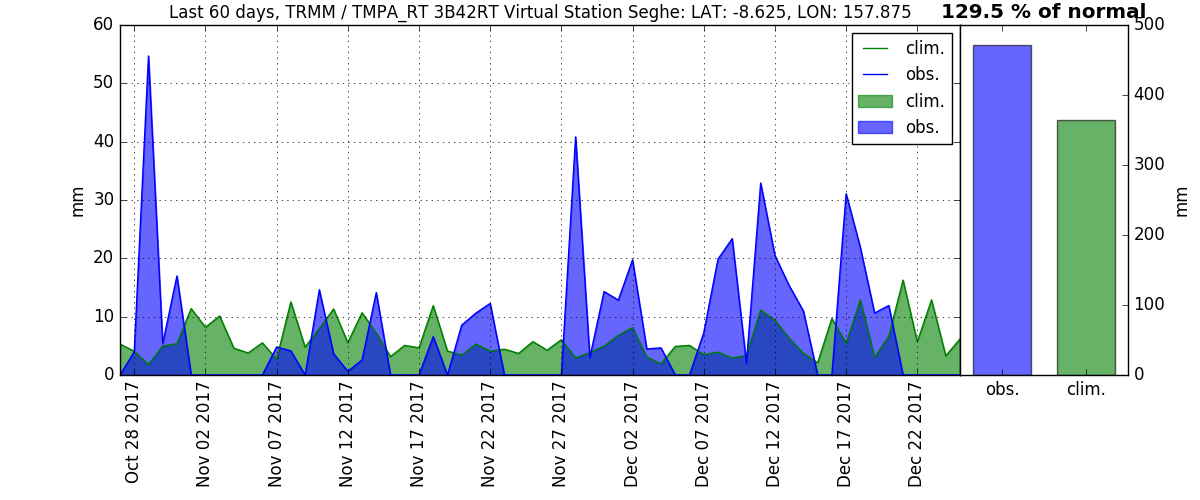 Last 60 days, TRMM / TMPA_RT 3B42RT Virtual Station Seghe: LAT: -8.625, LON: 157.875
129.5 % of normal
60
50
40
30
20
10
0
mm
clim.
obs.
clim.
obs.
Oct 28 2017
Nov 02 2017
Nov 07 2017
Nov 12 2017
Nov 17 2017
Nov 22 2017
Nov 27 2017
Dec 02 2017
Dec 07 2017
Dec 12 2017
Dec 17 2017
Dec 22 2017
500
400
300
200
100
0
mm
obs.
clim.